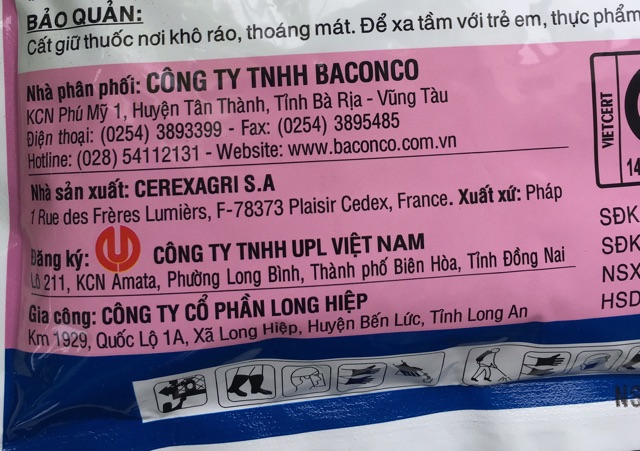 BẢO QUẢN:
Cất giữ thuốc nơi khô ráo, thoáng mát. Để xa tầm với trẻ em, thực phẩm
Nhà phân phối: CÔNG TY TNHH BACONCO
KCN Phú Mỹ 1, Huyện Tân Thành, Tỉnh Bà Rịa - Vũng Tàu
Điện thoại: (0254) 3893399 - Fax: (0254) 3895485
Hotline: (028) 54112131 - Website: www.baconco.com.vn
Nhà sản xuất: CEREXAGRI S.A
1 Rue des Frères Lumièrs, F-78373 Plaisir Cedex, France. Xuất xứ: Pháp
Đăng ký: CÔNG TY TNHH UPL VIỆT NAM
Lô 211, KCN Amata, Phường Long Bình, Thành phố Biên Hòa, Tỉnh Đồng Nai
Gia công: CÔNG TY CỔ PHẦN LONG HIỆP
Km 1929, Quốc Lộ 1A, Xã Long Hiệp, Huyện Bến Lức, Tỉnh Long An
VIETCERT
14
SĐK
SĐK
NSX
HSD